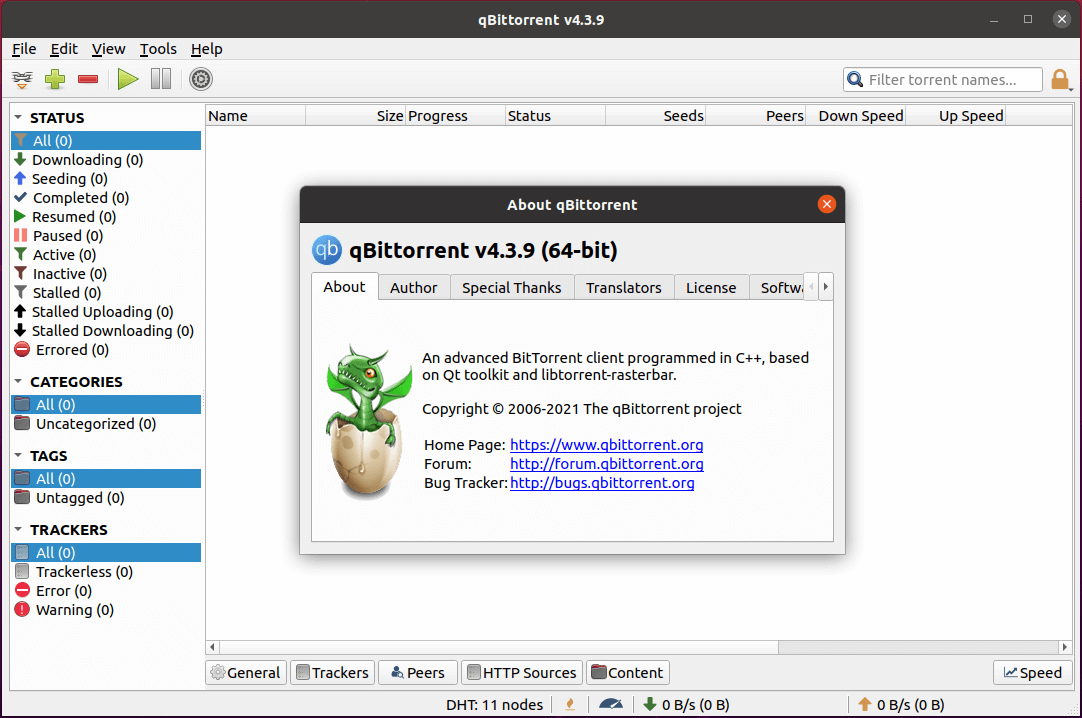 qBittorrent v4.3.9
File Edit View Tools Help
Filter torrent names...
STATUS
All (0)
Downloading (0)
Seeding (0)
Completed (0)
Resumed (0)
Paused (0)
Active (0)
Inactive (0)
Stalled (0)
Stalled Uploading (0)
Stalled Downloading (0)
Errored (0)
CATEGORIES
All (0)
Uncategorized (0)
TAGS
All (0)
Untagged (0)
TRACKERS
All (0)
Trackerless (0)
Error (0)
Warning (0)
Name Size Progress Status Seeds Peers Down Speed Up Speed
About qBittorrent
qb qBittorrent v4.3.9 (64-bit)
About Author Special Thanks Translators License Softwa
An advanced BitTorrent client programmed in C++, based
on Qt toolkit and libtorrent-rasterbar.
Copyright © 2006-2021 The qBittorrent project
Home Page: https://www.qbittorrent.org
Forum: http://forum.qbittorrent.org
Bug Tracker: http://bugs.qbittorrent.org
General Trackers Peers HTTP Sources Content Speed
DHT: 11 nodes 0 B/s (0 B) 0 B/s (0 B)